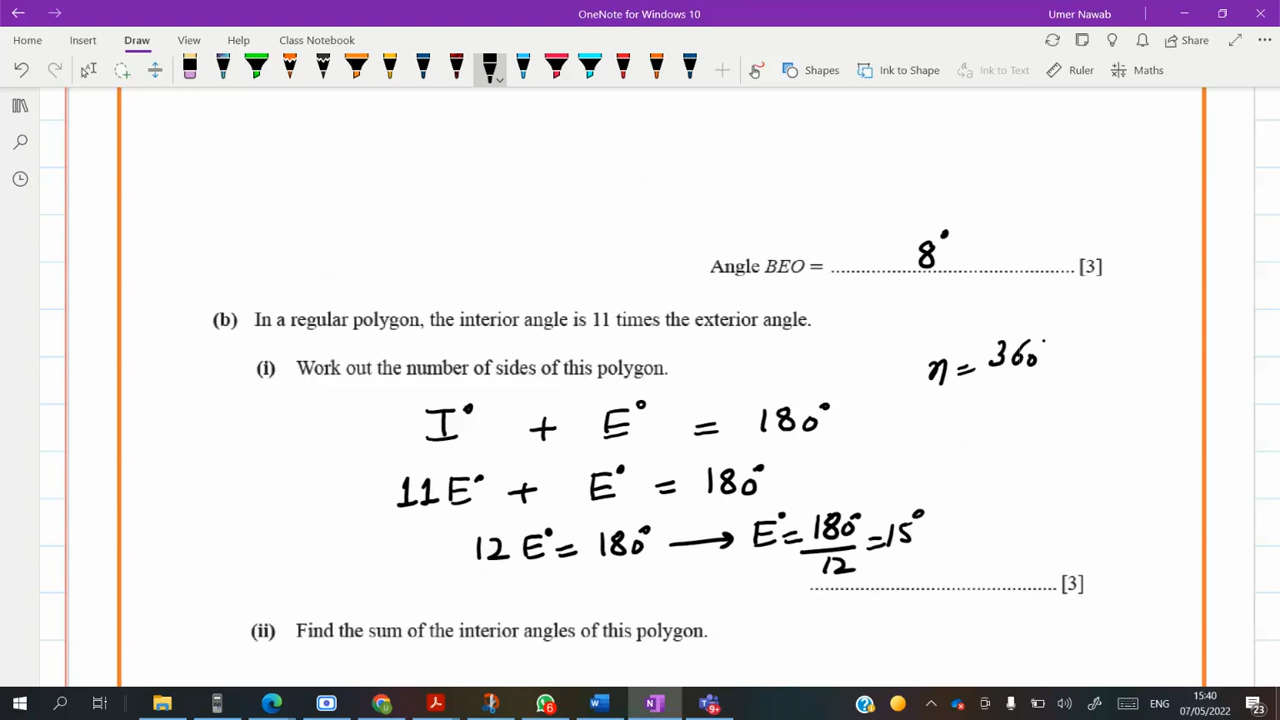 OneNote for Windows 10
Umer Nawab
Home Insert Draw View Help Class Notebook Share
Shapes Ink to Shape Ink to Text Ruler Maths
Angle BEO = 8° [3]
(b) In a regular polygon, the interior angle is 11 times the exterior angle.
(i) Work out the number of sides of this polygon.
n = 360°
I° + E° = 180°
11E° + E° = 180°
12 E° = 180° → E° = 180°/12 = 15°
[3]
(ii) Find the sum of the interior angles of this polygon.
6
9+
ENG
15:40
07/05/2022
23